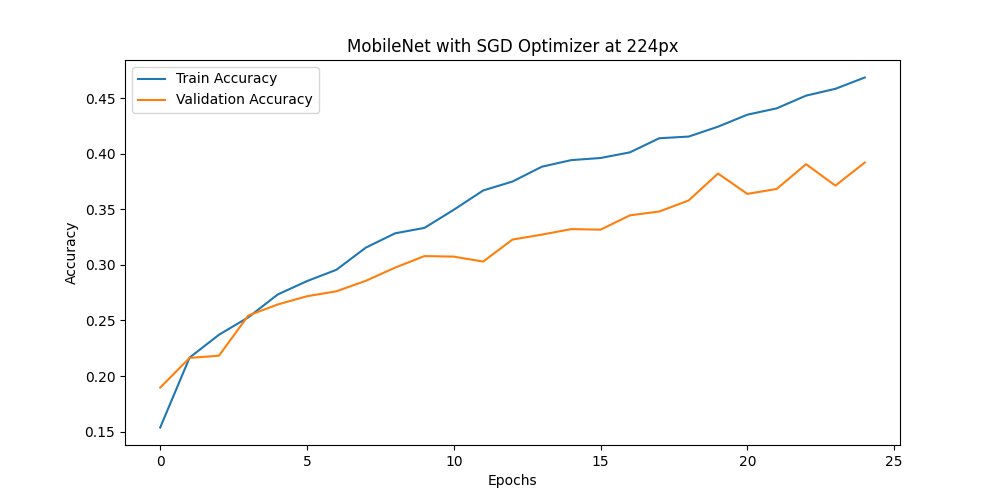 MobileNet with SGD Optimizer at 224px
Train Accuracy
Validation Accuracy
0.45
0.40
0.35
0.30
0.25
0.20
0.15
Accuracy
0 5 10 15 20 25
Epochs